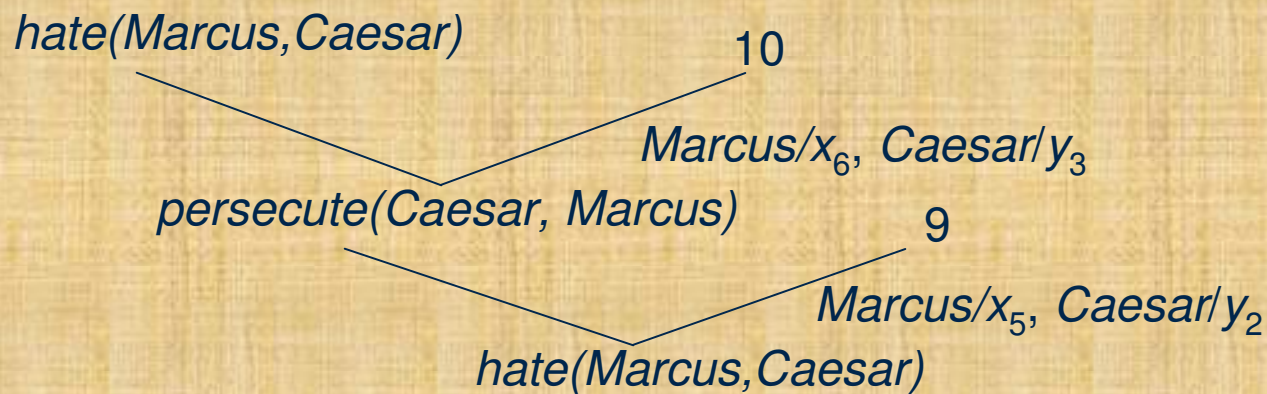 hate(Marcus,Caesar)
10
Marcus/x₆, Caesar/y₃
persecute(Caesar, Marcus)
9
Marcus/x₅, Caesar/y₂
hate(Marcus,Caesar)